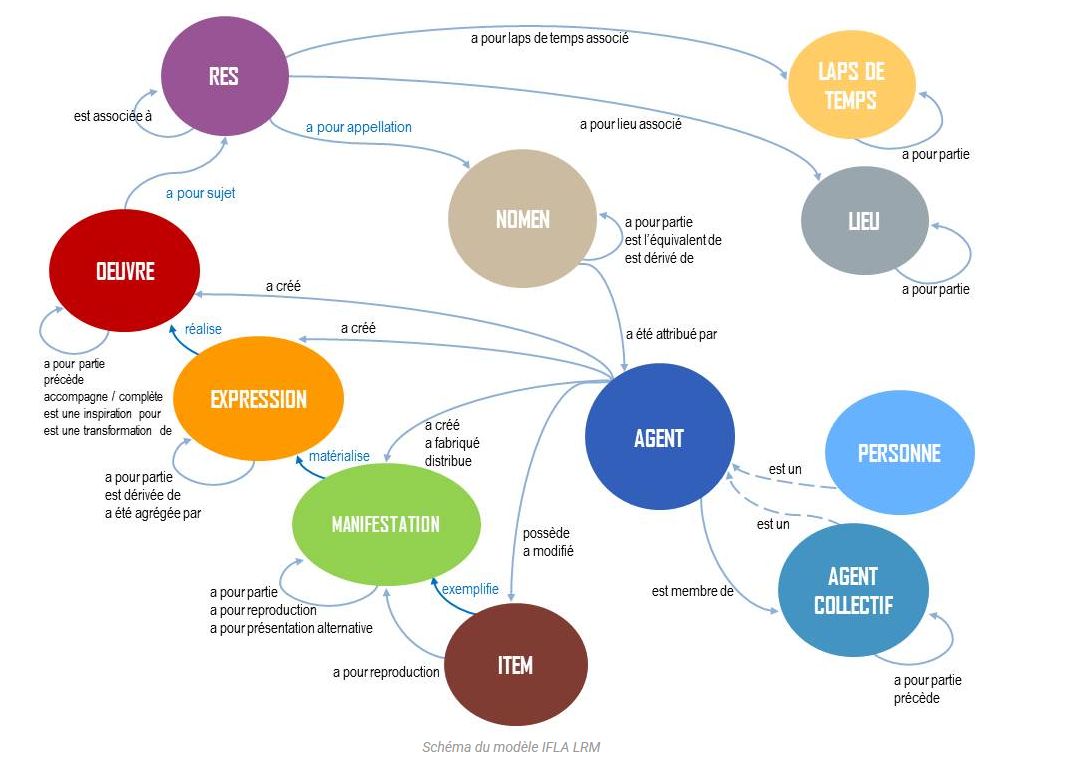 a pour laps de temps associé
RES
LAPS DE
TEMPS
est associée à
a pour appellation
a pour lieu associé
a pour partie
a pour sujet
NOMEN
a pour partie
est l'équivalent de
est dérivé de
LIEU
OEUVRE
a créé
a pour partie
réalise
a créé
a été attribué par
a pour partie
précède
accompagne / complète
est une inspiration pour
est une transformation de
EXPRESSION
a créé
a fabriqué
distribue
AGENT
PERSONNE
matérialise
est un
a pour partie
est dérivée de
a été agrégée par
MANIFESTATION
est un
possède
a modifié
AGENT
COLLECTIF
exemplifie
est membre de
a pour partie
a pour reproduction
a pour présentation alternative
ITEM
a pour reproduction
a pour partie
précède
Schéma du modèle IFLA LRM